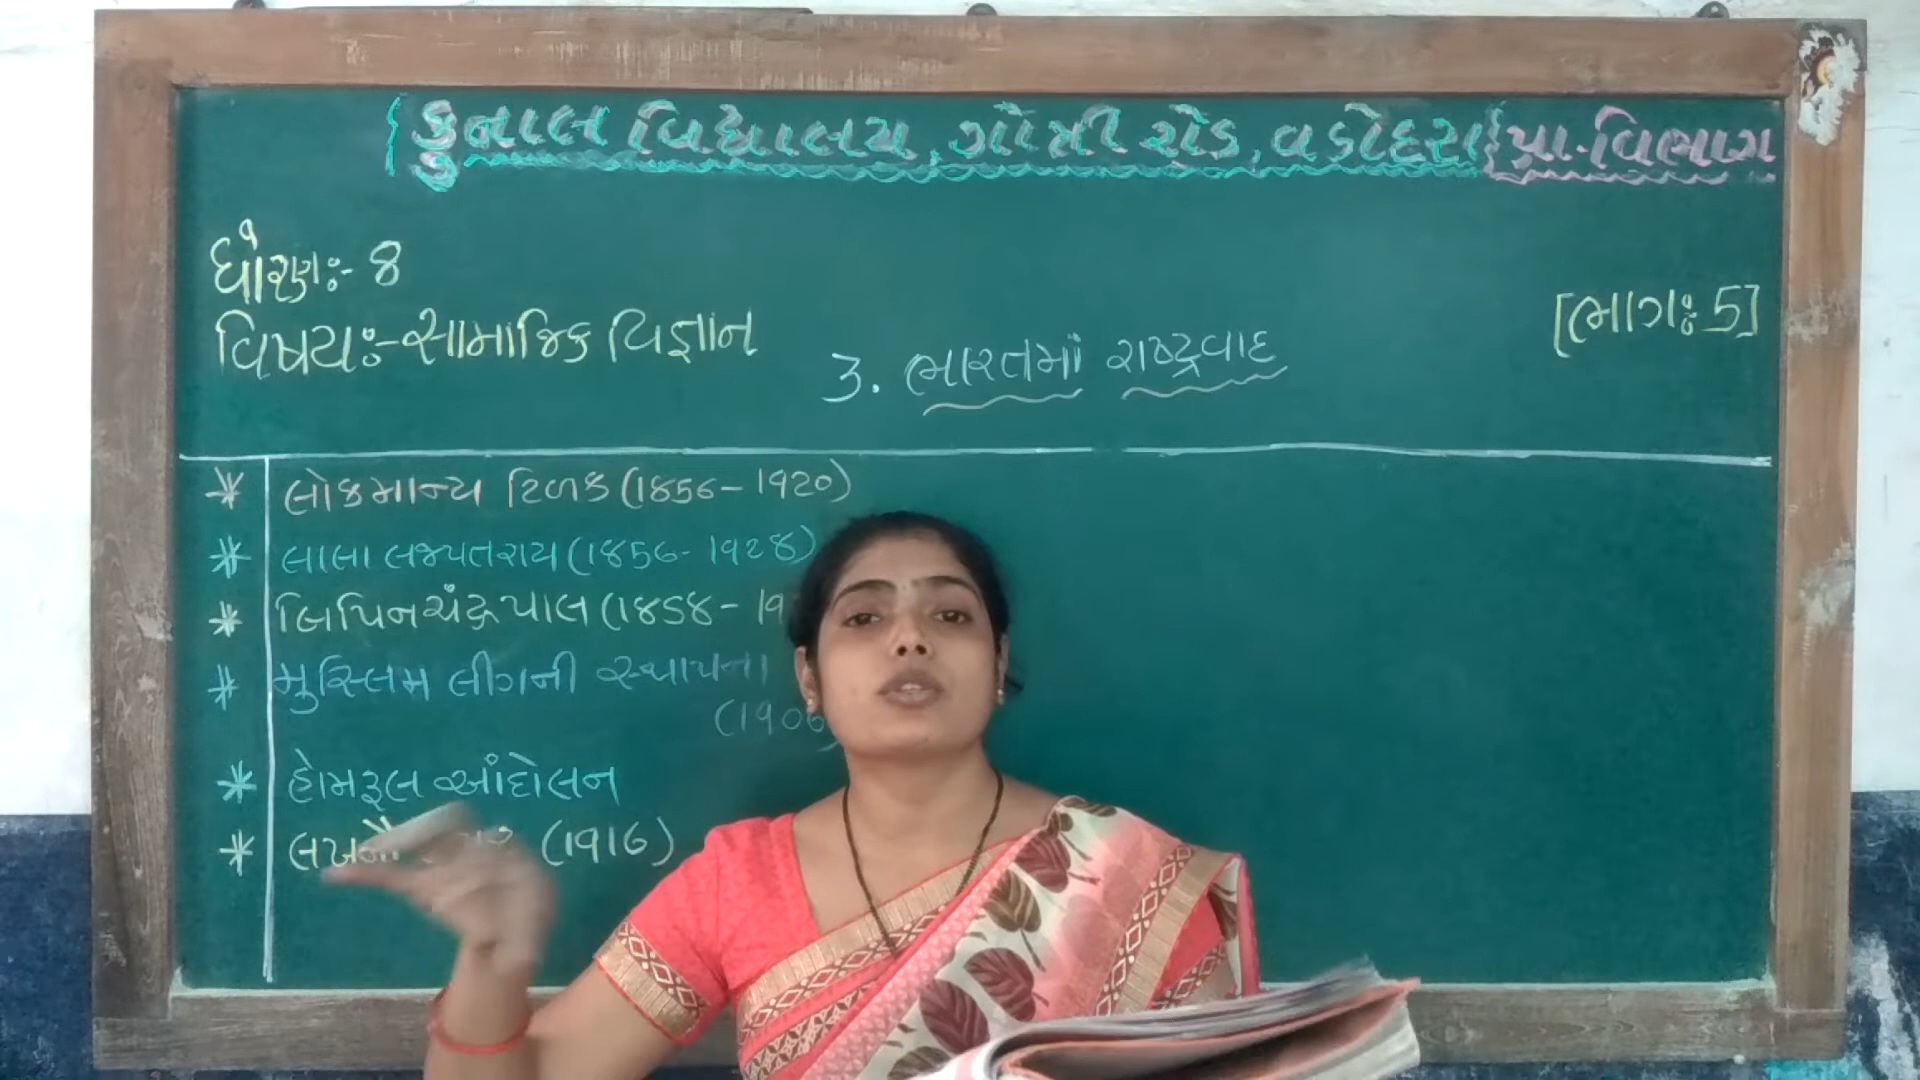 {કુનાલ વિદ્યાલય, ગોત્રી રોડ, વડોદરા{પ્રા.વિભાગ
ધોરણઃ- 8
વિષયઃ-સામાજિક વિજ્ઞાન
[ભાગઃ 5]
3. ભારતમાં રાષ્ટ્રવાદ
* લોકમાન્ય ટિળક (1856-1920)
* લાલા લજપતરાય (1856-1928)
* બિપિનચંદ્ર પાલ (1858-19
* મુસ્લિમ લીગની સ્થાપના
(1906)
* હોમરૂલ આંદોલન
* (1916)